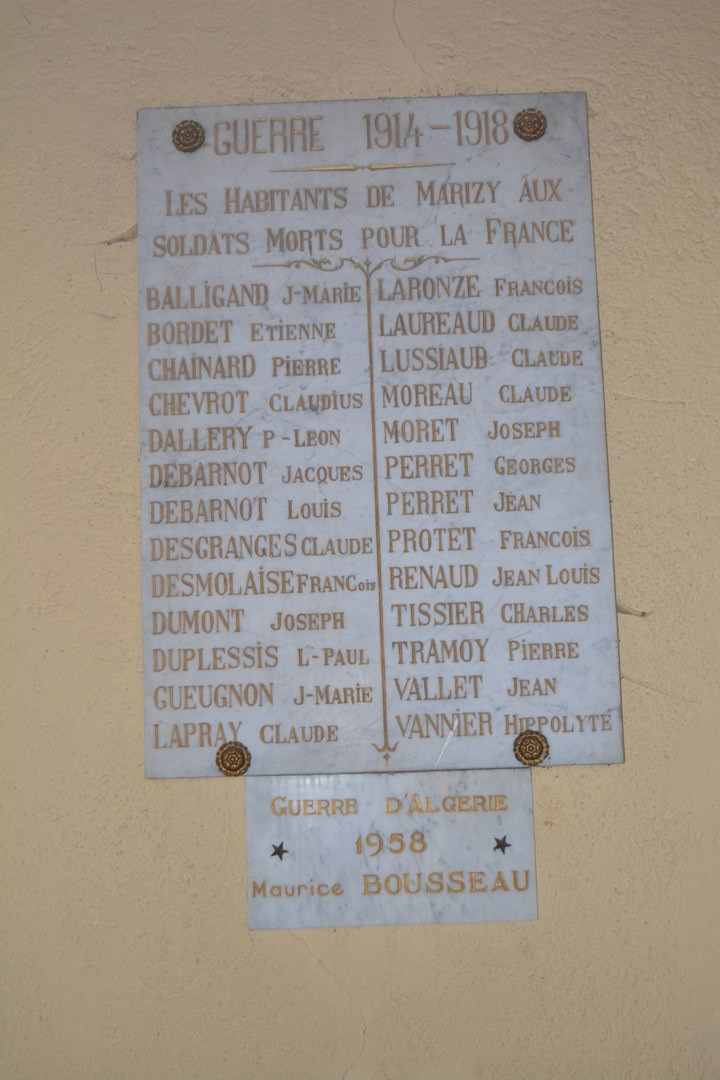 GUERRE 1914-1918
LES HABITANTS DE MARIZY AUX
SOLDATS MORTS POUR LA FRANCE
BALLIGAND J-MARIE
BORDET ETIENNE
CHAINARD PIERRE
CHEVROT CLAUDIUS
DALLERY P-LEON
DEBARNOT JACQUES
DEBARNOT LOUIS
DESGRANGES CLAUDE
DESMOLAISE FRANCOIS
DUMONT JOSEPH
DUPLESSIS L-PAUL
GUEUGNON J-MARIE
LAPRAY CLAUDE
LARONZE FRANCOIS
LAUREAUD CLAUDE
LUSSIAUD CLAUDE
MOREAU CLAUDE
MORET JOSEPH
PERRET GEORGES
PERRET JEAN
PROTET FRANCOIS
RENAUD JEAN LOUIS
TISSIER CHARLES
TRAMOY PIERRE
VALLET JEAN
VANNIER HIPPOLYTE
GUERRE D'ALGERIE
1958
Maurice BOUSSEAU